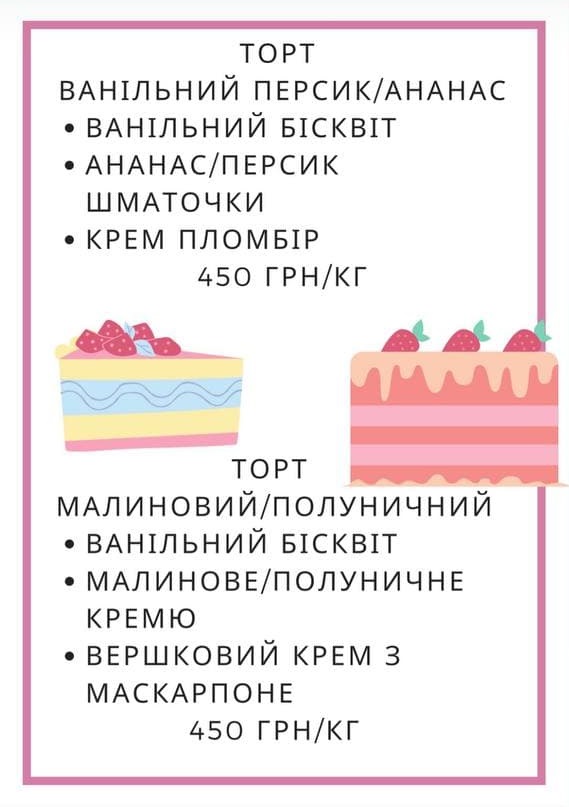 ТОРТ
ВАНІЛЬНИЙ ПЕРСИК/АНАНАС
• ВАНІЛЬНИЙ БІСКВІТ
• АНАНАС/ПЕРСИК
ШМАТОЧКИ
• КРЕМ ПЛОМБІР
450 ГРН/КГ
ТОРТ
МАЛИНОВИЙ/ПОЛУНИЧНИЙ
• ВАНІЛЬНИЙ БІСКВІТ
• МАЛИНОВЕ/ПОЛУНИЧНЕ
КРЕМЮ
• ВЕРШКОВИЙ КРЕМ З
МАСКАРПОНЕ
450 ГРН/КГ